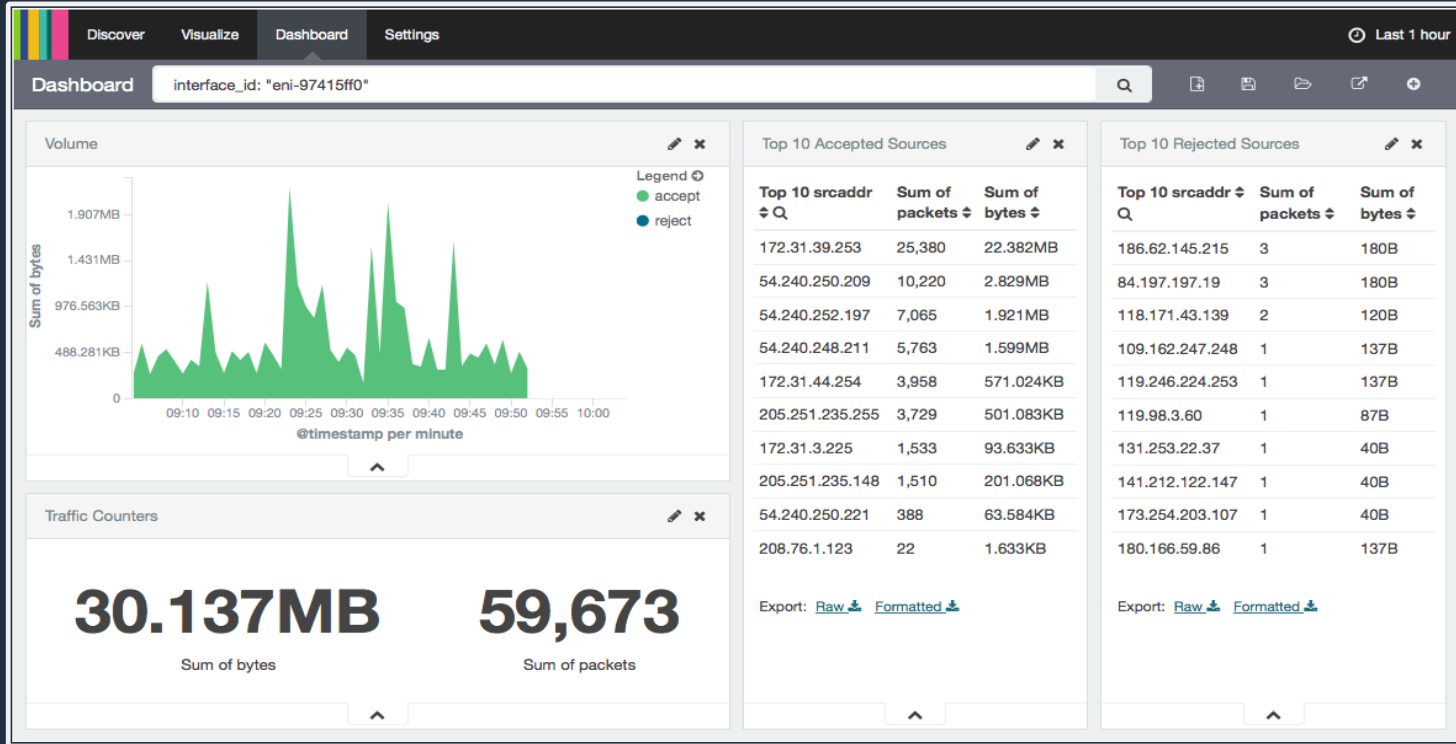 Discover Visualize Dashboard Settings Last 1 hour
Dashboard interface_id: "eni-97415ff0"
Volume
Legend
accept
reject
1.907MB
1.431MB
976.563KB
488.281KB
0
Sum of bytes
09:10 09:15 09:20 09:25 09:30 09:35 09:40 09:45 09:50 09:55 10:00
@timestamp per minute
Traffic Counters
30.137MB 59,673
Sum of bytes Sum of packets
Top 10 Accepted Sources
Top 10 srcaddr Sum of packets Sum of bytes
172.31.39.253 25,380 22.382MB
54.240.250.209 10,220 2.829MB
54.240.252.197 7,065 1.921MB
54.240.248.211 5,763 1.599MB
172.31.44.254 3,958 571.024KB
205.251.235.255 3,729 501.083KB
172.31.3.225 1,533 93.633KB
205.251.235.148 1,510 201.068KB
54.240.250.221 388 63.584KB
208.76.1.123 22 1.633KB
Export: Raw Formatted
Top 10 Rejected Sources
Top 10 srcaddr Sum of packets Sum of bytes
186.62.145.215 3 180B
84.197.197.19 3 180B
118.171.43.139 2 120B
109.162.247.248 1 137B
119.246.224.253 1 137B
119.98.3.60 1 87B
131.253.22.37 1 40B
141.212.122.147 1 40B
173.254.203.107 1 40B
180.166.59.86 1 137B
Export: Raw Formatted